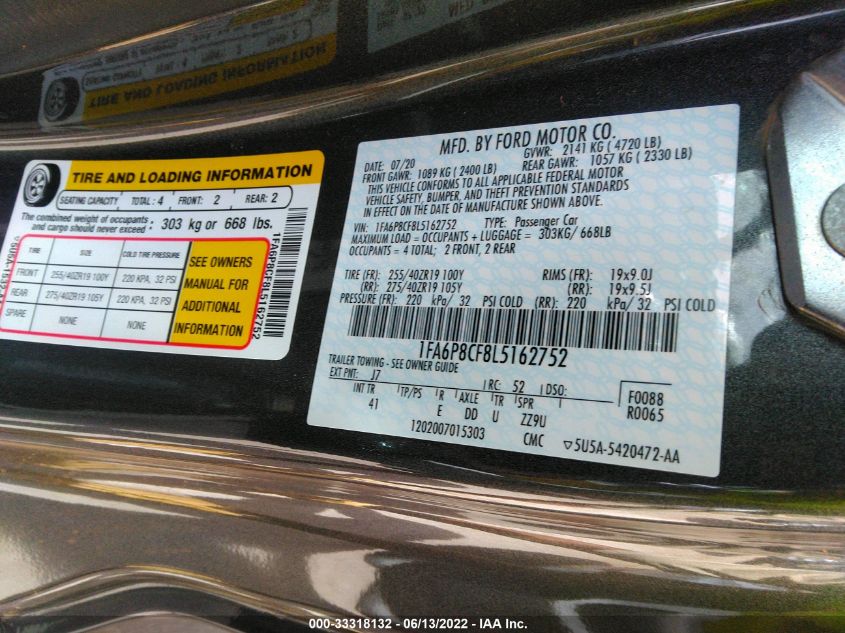 TIRE AND LOADING INFORMATION
SEATING CAPACITY TOTAL: 4 FRONT: 2 REAR: 2
The combined weight of occupants and cargo should never exceed: 303 kg or 668 lbs.
TIRE SIZE COLD TIRE PRESSURE
FRONT 255/40ZR19 100Y 220 KPA, 32 PSI
REAR 275/40ZR19 105Y 220 KPA, 32 PSI
SPARE NONE NONE
SEE OWNERS
MANUAL FOR
ADDITIONAL
INFORMATION
1FA6P8CF8L5162752
MFD. BY FORD MOTOR CO.
DATE: 07/20 GVWR: 2141 KG ( 4720 LB)
FRONT GAWR: 1089 KG ( 2400 LB) REAR GAWR: 1057 KG ( 2330 LB)
THIS VEHICLE CONFORMS TO ALL APPLICABLE FEDERAL MOTOR
VEHICLE SAFETY, BUMPER, AND THEFT PREVENTION STANDARDS
IN EFFECT ON THE DATE OF MANUFACTURE SHOWN ABOVE.
VIN: 1FA6P8CF8L5162752 TYPE: Passenger Car
MAXIMUM LOAD = OCCUPANTS + LUGGAGE = 303KG/ 668LB
OCCUPANTS = 4 TOTAL; 2 FRONT, 2 REAR
TIRE (FR): 255/40ZR19 100Y RIMS (FR): 19x9.0J
(RR): 275/40ZR19 105Y (RR): 19x9.5J
PRESSURE (FR): 220 kPa/ 32 PSI COLD (RR): 220 kPa/ 32 PSI COLD
1FA6P8CF8L5162752
TRAILER TOWING - SEE OWNER GUIDE
EXT PNT: J7 RC: 52 DSO: F0088
INT TR TP/PS R AXLE TR SPR R0065
41 E DD U ZZ9U
1202007015303 CMC 5U5A-5420472-AA
000-33318132 - 06/13/2022 - IAA Inc.